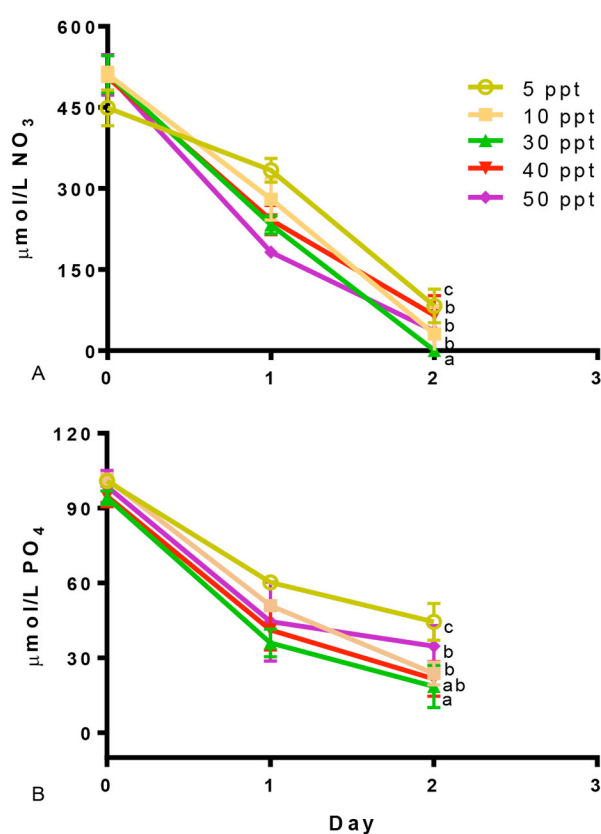 600
450
300
150
0
μmol/L NO3
5 ppt
10 ppt
30 ppt
40 ppt
50 ppt
c
b
b
b
a
A
0 1 2 3
120
90
60
30
0
μmol/L PO4
c
b
b
ab
a
B
0 1 2 3
Day